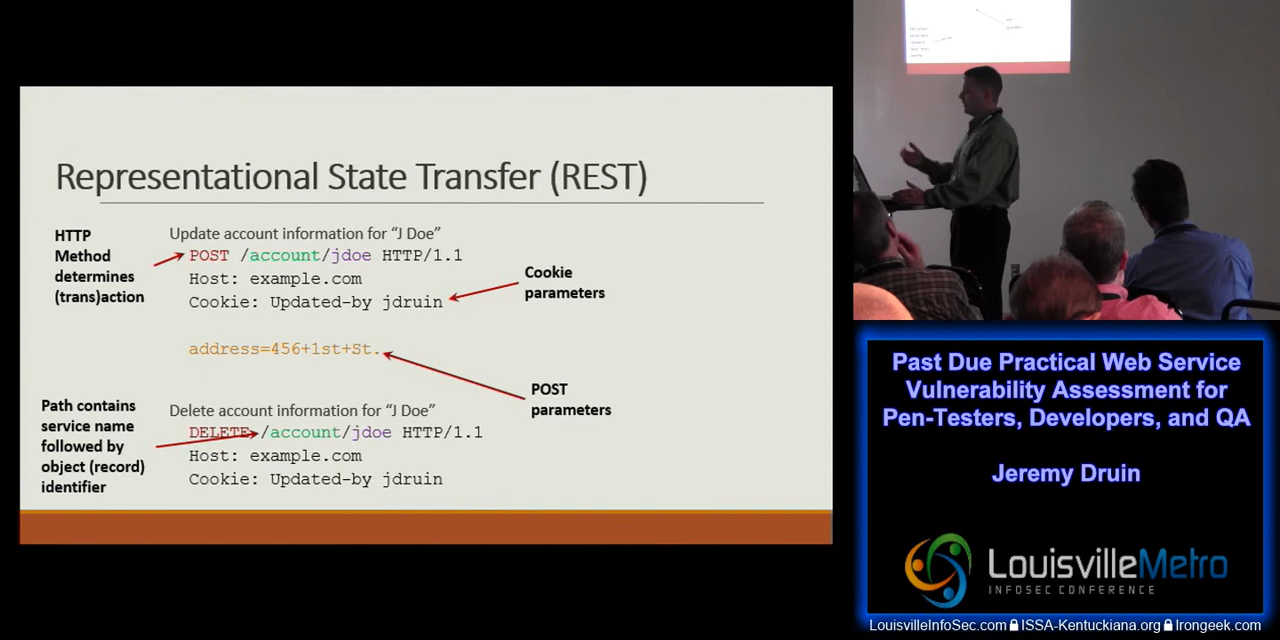 Representational State Transfer (REST)
HTTP
Method
determines
(trans)action
Update account information for “J Doe”
POST /account/jdoe HTTP/1.1
Host: example.com
Cookie: Updated-by jdruin
Cookie
parameters
address=456+1st+St.
POST
parameters
Path contains
service name
followed by
object (record)
identifier
Delete account information for “J Doe”
DELETE /account/jdoe HTTP/1.1
Host: example.com
Cookie: Updated-by jdruin
Past Due Practical Web Service
Vulnerability Assessment for
Pen-Testers, Developers, and QA
Jeremy Druin
LouisvilleMetro
INFOSEC CONFERENCE
LouisvilleInfoSec.com ISSA-Kentuckiana.org Irongeek.com